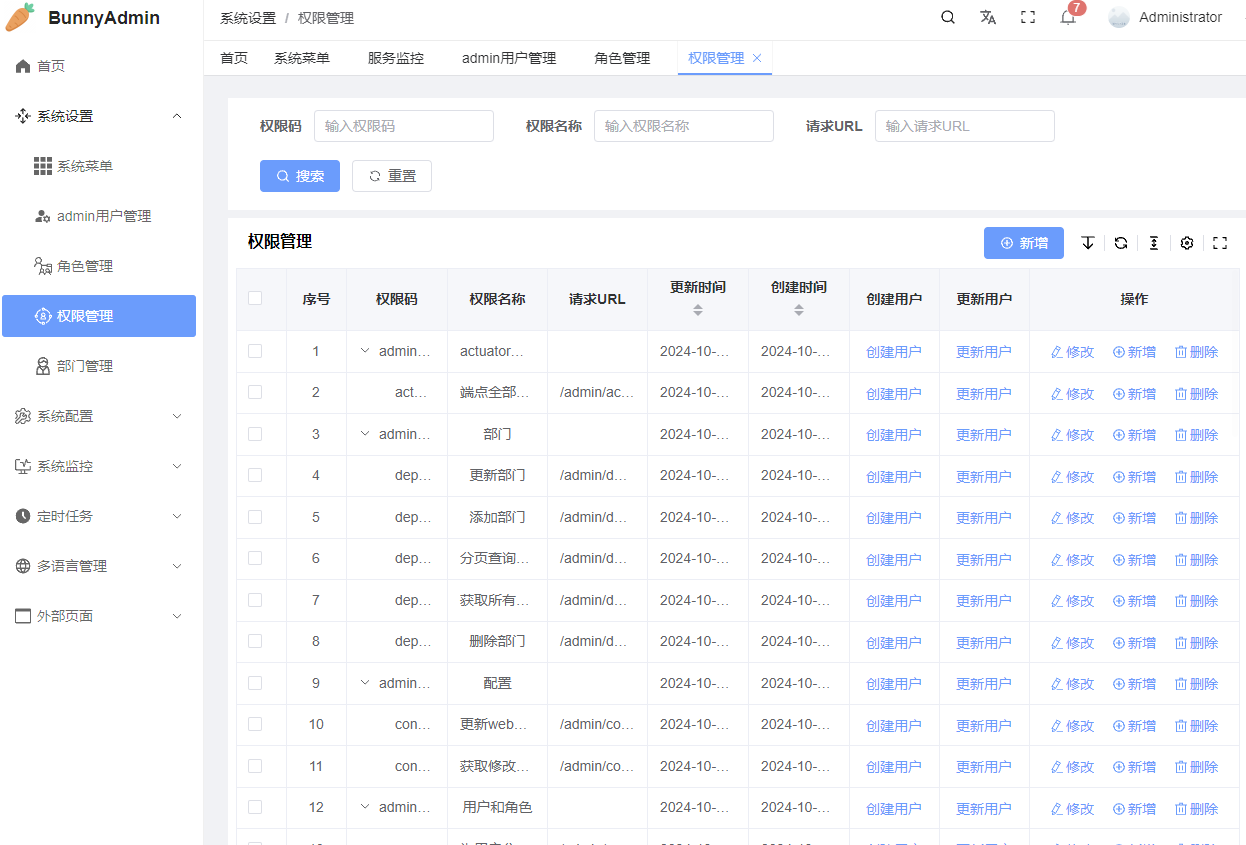 BunnyAdmin
系统设置 / 权限管理
7
Administrator
首页 系统菜单 服务监控 admin用户管理 角色管理 权限管理
首页
系统设置
系统菜单
admin用户管理
角色管理
权限管理
部门管理
系统配置
系统监控
定时任务
多语言管理
外部页面
权限码 输入权限码 权限名称 输入权限名称 请求URL 输入请求URL
搜索 重置
权限管理 新增
序号 权限码 权限名称 请求URL 更新时间 创建时间 创建用户 更新用户 操作
1 admin... actuator... 2024-10-... 2024-10-... 创建用户 更新用户 修改 新增 删除
2 act... 端点全部... /admin/ac... 2024-10-... 2024-10-... 创建用户 更新用户 修改 新增 删除
3 admin... 部门 2024-10-... 2024-10-... 创建用户 更新用户 修改 新增 删除
4 dep... 更新部门 /admin/d... 2024-10-... 2024-10-... 创建用户 更新用户 修改 新增 删除
5 dep... 添加部门 /admin/d... 2024-10-... 2024-10-... 创建用户 更新用户 修改 新增 删除
6 dep... 分页查询... /admin/d... 2024-10-... 2024-10-... 创建用户 更新用户 修改 新增 删除
7 dep... 获取所有... /admin/d... 2024-10-... 2024-10-... 创建用户 更新用户 修改 新增 删除
8 dep... 删除部门 /admin/d... 2024-10-... 2024-10-... 创建用户 更新用户 修改 新增 删除
9 admin... 配置 2024-10-... 2024-10-... 创建用户 更新用户 修改 新增 删除
10 con... 更新web... /admin/co... 2024-10-... 2024-10-... 创建用户 更新用户 修改 新增 删除
11 con... 获取修改... /admin/co... 2024-10-... 2024-10-... 创建用户 更新用户 修改 新增 删除
12 admin... 用户和角色 2024-10-... 2024-10-... 创建用户 更新用户 修改 新增 删除